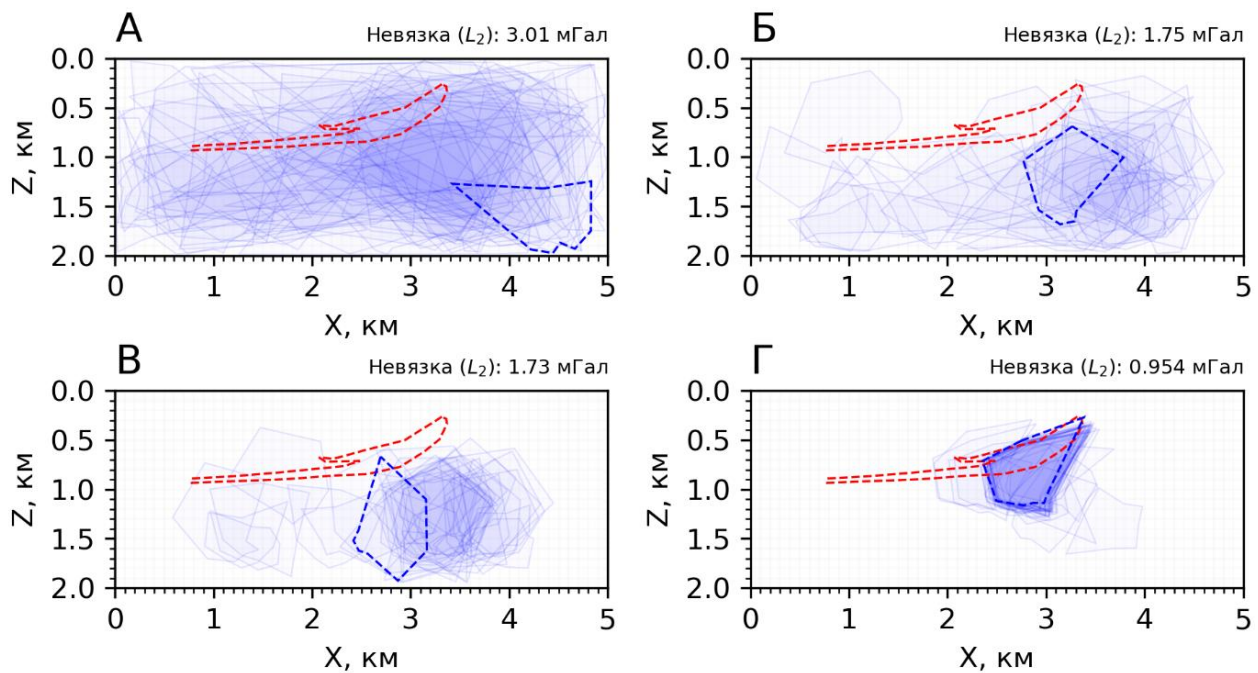 А
Невязка (L₂): 3.01 мГал
0.0
0.5
1.0
1.5
2.0
Z, км
0 1 2 3 4 5
X, км
Б
Невязка (L₂): 1.75 мГал
0.0
0.5
1.0
1.5
2.0
Z, км
0 1 2 3 4 5
X, км
В
Невязка (L₂): 1.73 мГал
0.0
0.5
1.0
1.5
2.0
Z, км
0 1 2 3 4 5
X, км
Г
Невязка (L₂): 0.954 мГал
0.0
0.5
1.0
1.5
2.0
Z, км
0 1 2 3 4 5
X, км